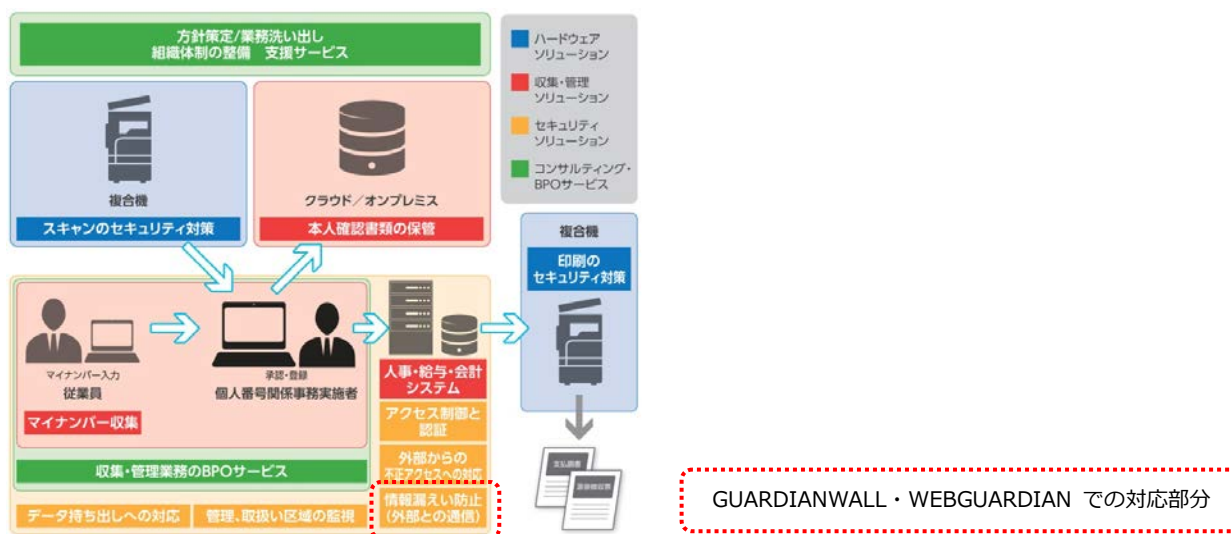 方針策定/業務洗い出し
組織体制の整備　支援サービス
ハードウェア
ソリューション
収集・管理
ソリューション
セキュリティ
ソリューション
コンサルティング・
BPOサービス
複合機
スキャンのセキュリティ対策
クラウド／オンプレミス
本人確認書類の保管
複合機
印刷の
セキュリティ対策
マイナンバー入力
従業員
マイナンバー収集
承認・登録
個人番号関係事務実施者
人事・給与・会計
システム
アクセス制御と
認証
外部からの
不正アクセスへの対応
情報漏えい防止
（外部との通信）
収集・管理業務のBPOサービス
データ持ち出しへの対応
管理、取扱い区域の監視
支払調書
源泉徴収票
GUARDIANWALL・WEBGUARDIAN での対応部分